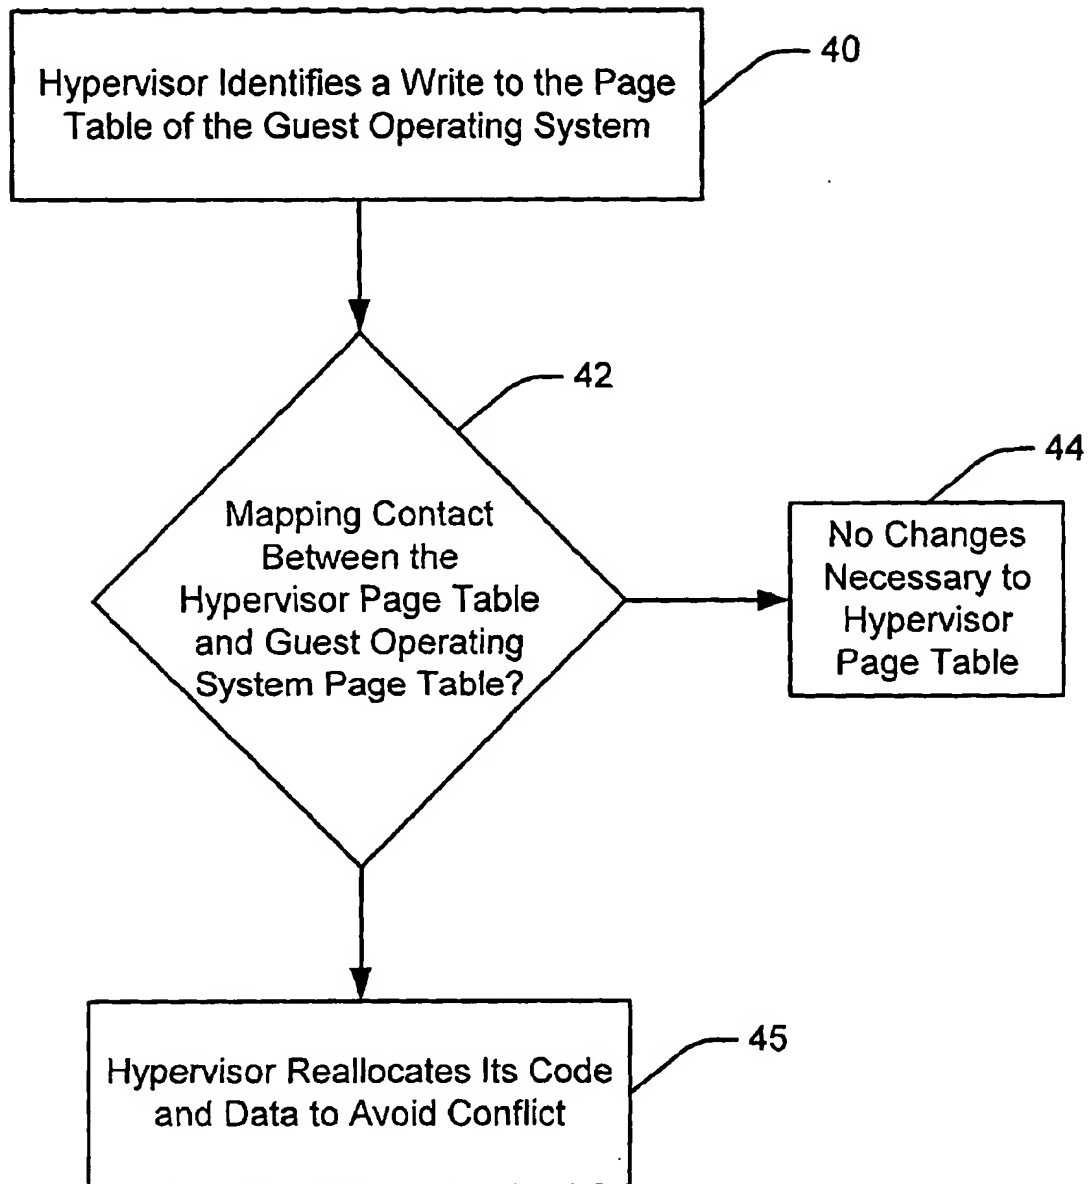 Hypervisor Identifies a Write to the Page
Table of the Guest Operating System
40
42
Mapping Contact
Between the
Hypervisor Page Table
and Guest Operating
System Page Table?
44
No Changes
Necessary to
Hypervisor
Page Table
45
Hypervisor Reallocates Its Code
and Data to Avoid Conflict